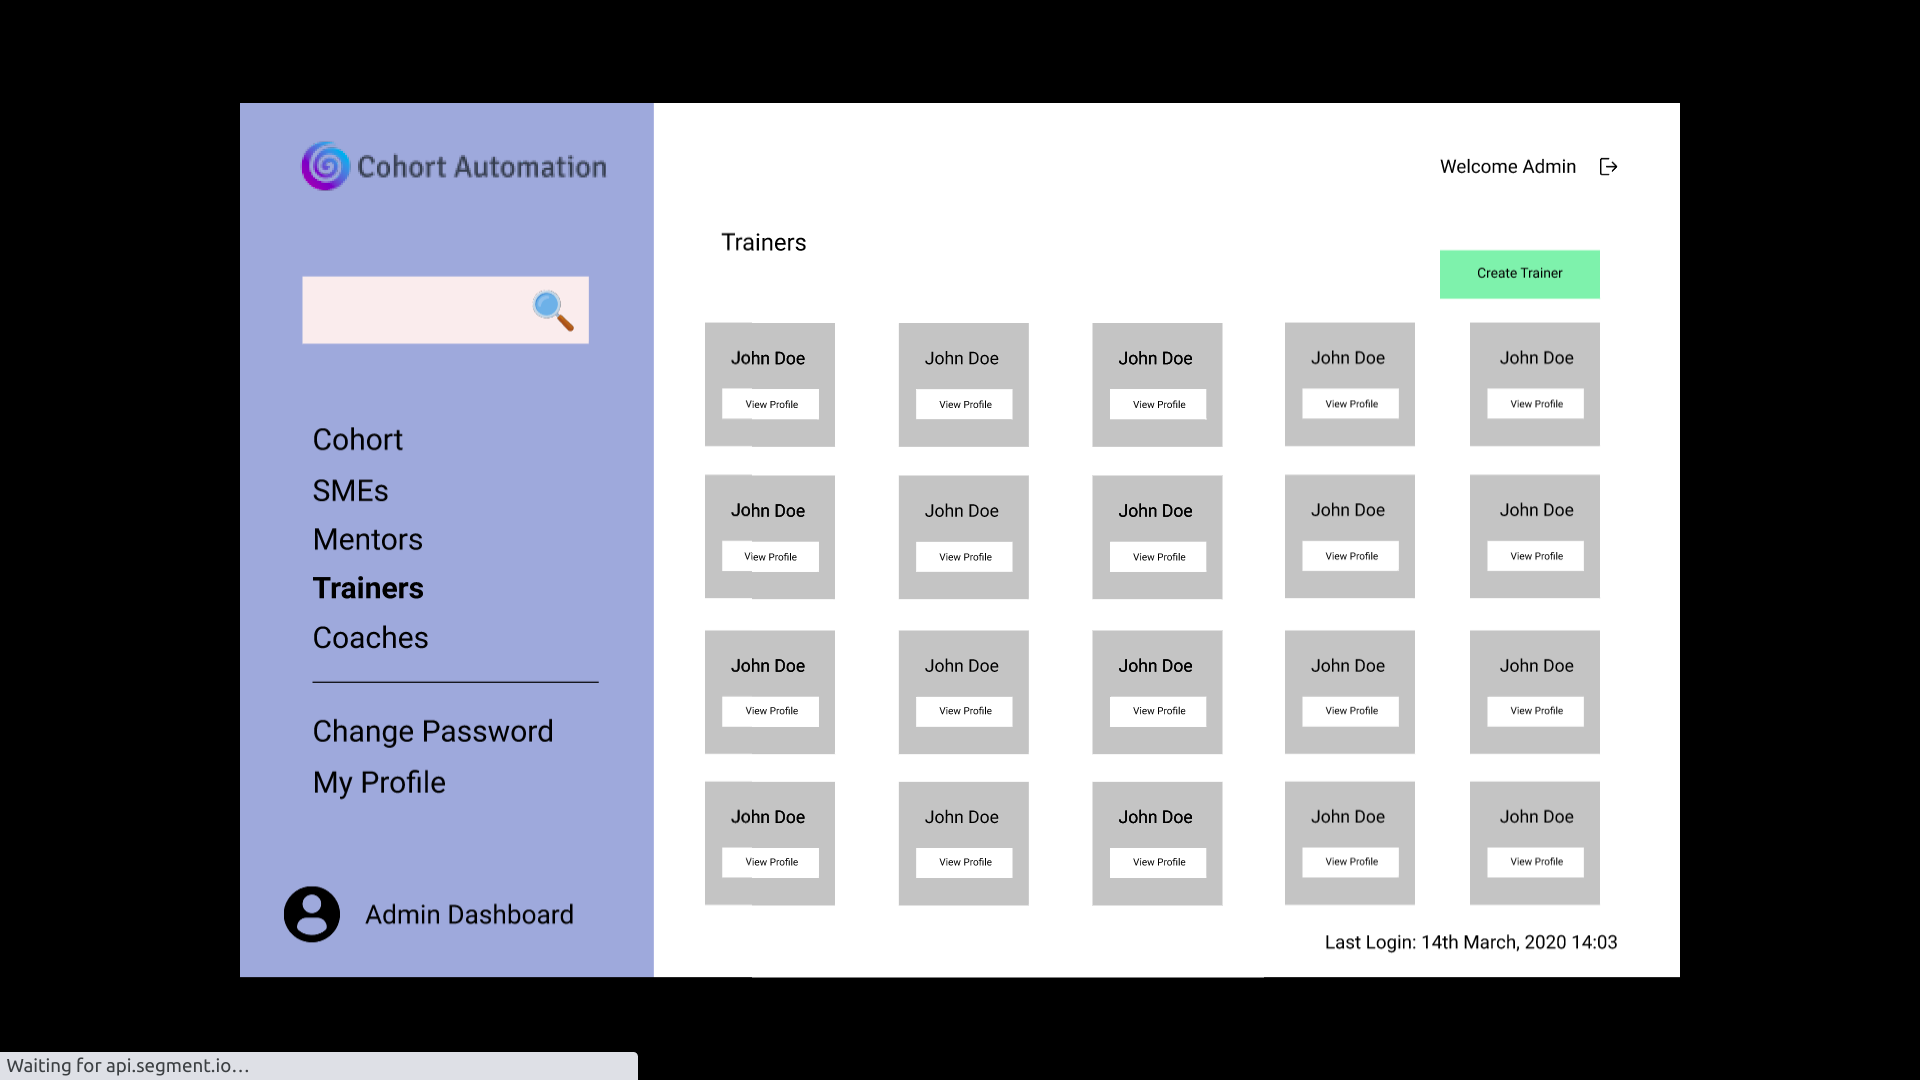 Cohort Automation
Cohort
SMEs
Mentors
Trainers
Coaches
Change Password
My Profile
Admin Dashboard
Welcome Admin
Trainers
Create Trainer
John Doe John Doe John Doe John Doe John Doe
View Profile View Profile View Profile View Profile View Profile
John Doe John Doe John Doe John Doe John Doe
View Profile View Profile View Profile View Profile View Profile
John Doe John Doe John Doe John Doe John Doe
View Profile View Profile View Profile View Profile View Profile
John Doe John Doe John Doe John Doe John Doe
View Profile View Profile View Profile View Profile View Profile
Last Login: 14th March, 2020 14:03
Waiting for api.segment.io…